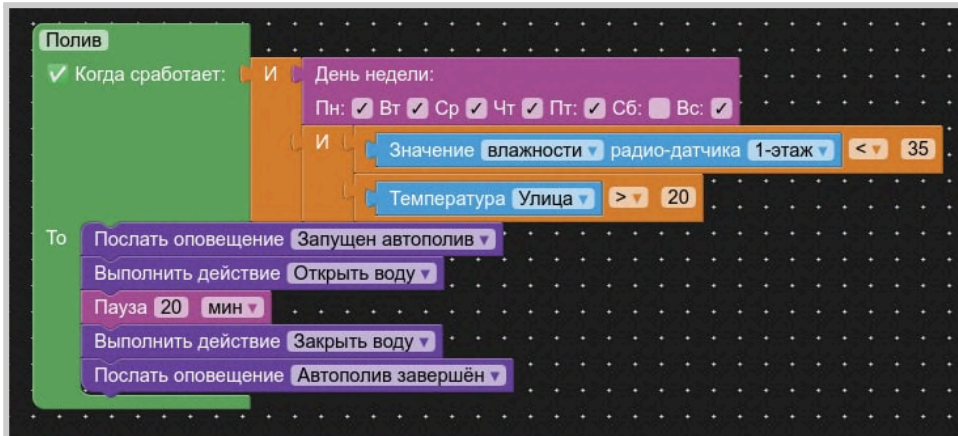 Полив
Когда сработает: И День недели:
Пн: Вт Ср Чт Пт: Сб: Вс:
И Значение влажности радио-датчика 1-этаж < 35
Температура Улица > 20
То Послать оповещение Запущен автополив
Выполнить действие Открыть воду
Пауза 20 мин
Выполнить действие Закрыть воду
Послать оповещение Автополив завершён